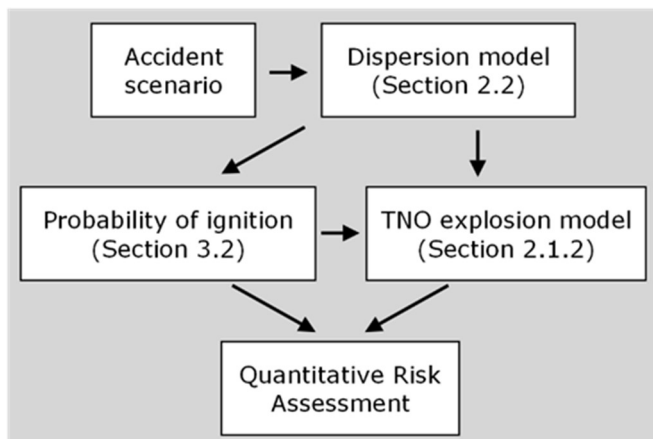 Accident
scenario
Dispersion model
(Section 2.2)
Probability of ignition
(Section 3.2)
TNO explosion model
(Section 2.1.2)
Quantitative Risk
Assessment